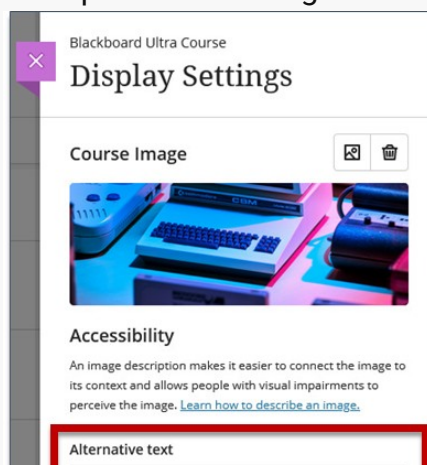 Blackboard Ultra Course
Display Settings
Course Image
Accessibility
An image description makes it easier to connect the image to
its context and allows people with visual impairments to
perceive the image. Learn how to describe an image.
Alternative text